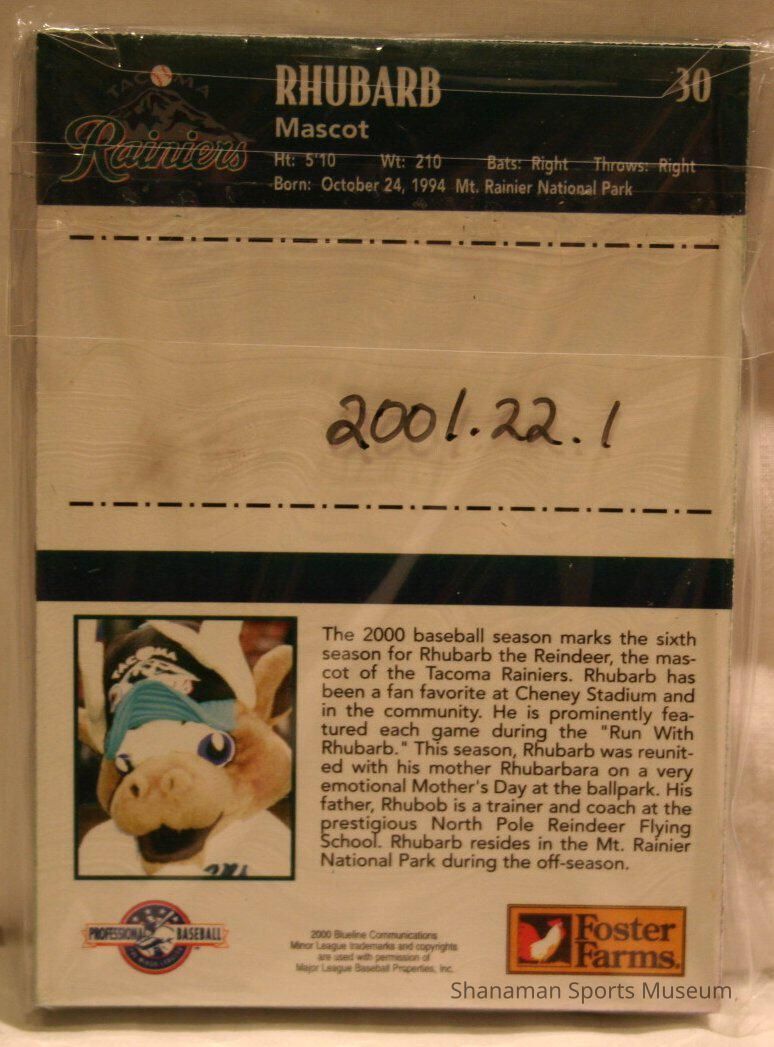 TACOMA
Rainiers
RHUBARB
30
Mascot
Ht: 5'10 Wt: 210 Bats: Right Throws: Right
Born: October 24, 1994 Mt. Rainier National Park
2001.22.1
TACOMA
The 2000 baseball season marks the sixth
season for Rhubarb the Reindeer, the mas-
cot of the Tacoma Rainiers. Rhubarb has
been a fan favorite at Cheney Stadium and
in the community. He is prominently fea-
tured each game during the "Run With
Rhubarb." This season, Rhubarb was reunit-
ed with his mother Rhubarbara on a very
emotional Mother's Day at the ballpark. His
father, Rhubob is a trainer and coach at the
prestigious North Pole Reindeer Flying
School. Rhubarb resides in the Mt. Rainier
National Park during the off-season.
PROFESSIONAL BASEBALL
2000 Blueline Communications
Minor League trademarks and copyrights
are used with permission of
Major League Baseball Properties, Inc.
Foster
Farms.
Shanaman Sports Museum